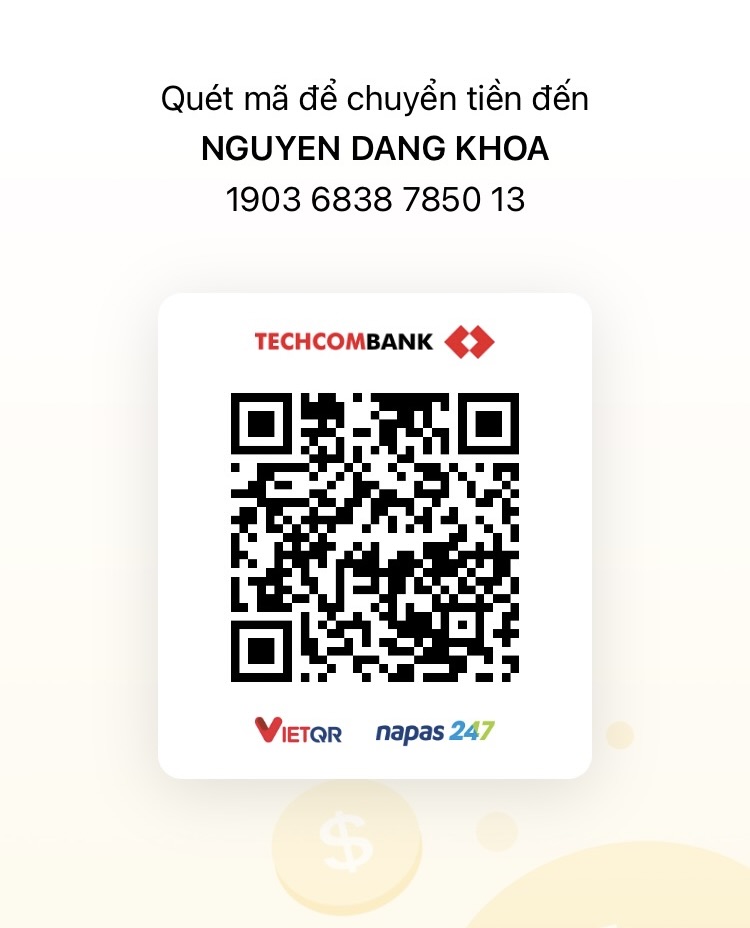 Quét mã để chuyển tiền đến
NGUYEN DANG KHOA
1903 6838 7850 13
TECHCOMBANK
VIETQR napas 247
$